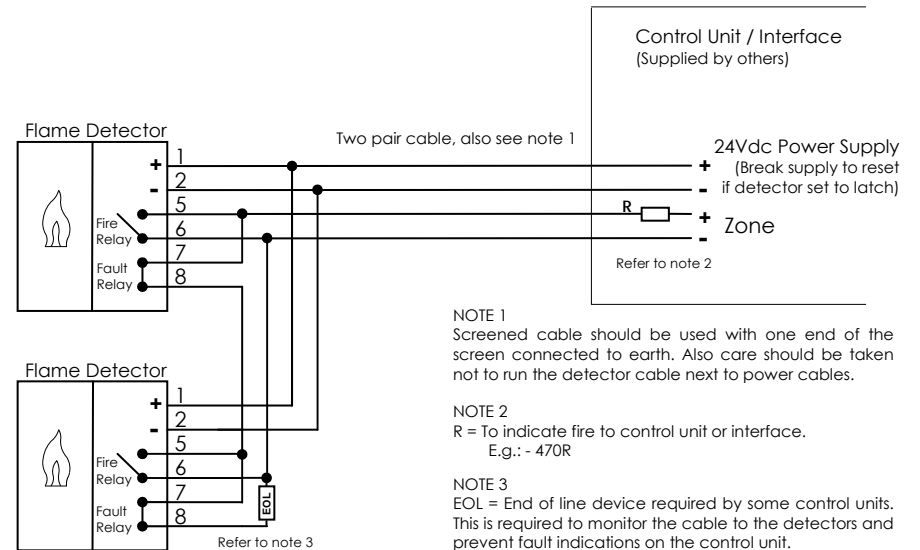 Control Unit / Interface
(Supplied by others)
Flame Detector
Two pair cable, also see note 1
+ 1
- 2
5
Fire
Relay 6
7
Fault
Relay 8
24Vdc Power Supply
+ (Break supply to reset
- if detector set to latch)
R
+ Zone
-
Refer to note 2
Flame Detector
+ 1
- 2
5
Fire
Relay 6
7
Fault
Relay 8
EOL
Refer to note 3
NOTE 1
Screened cable should be used with one end of the
screen connected to earth. Also care should be taken
not to run the detector cable next to power cables.
NOTE 2
R = To indicate fire to control unit or interface.
E.g.: - 470R
NOTE 3
EOL = End of line device required by some control units.
This is required to monitor the cable to the detectors and
prevent fault indications on the control unit.